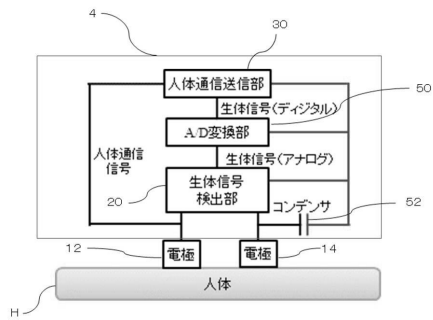 4
30
人体通信送信部
生体信号(ディジタル)
50
A/D変換部
人体通信
信号
生体信号(アナログ)
20
生体信号
検出部
コンデンサ
52
12
電極
電極
14
人体
H